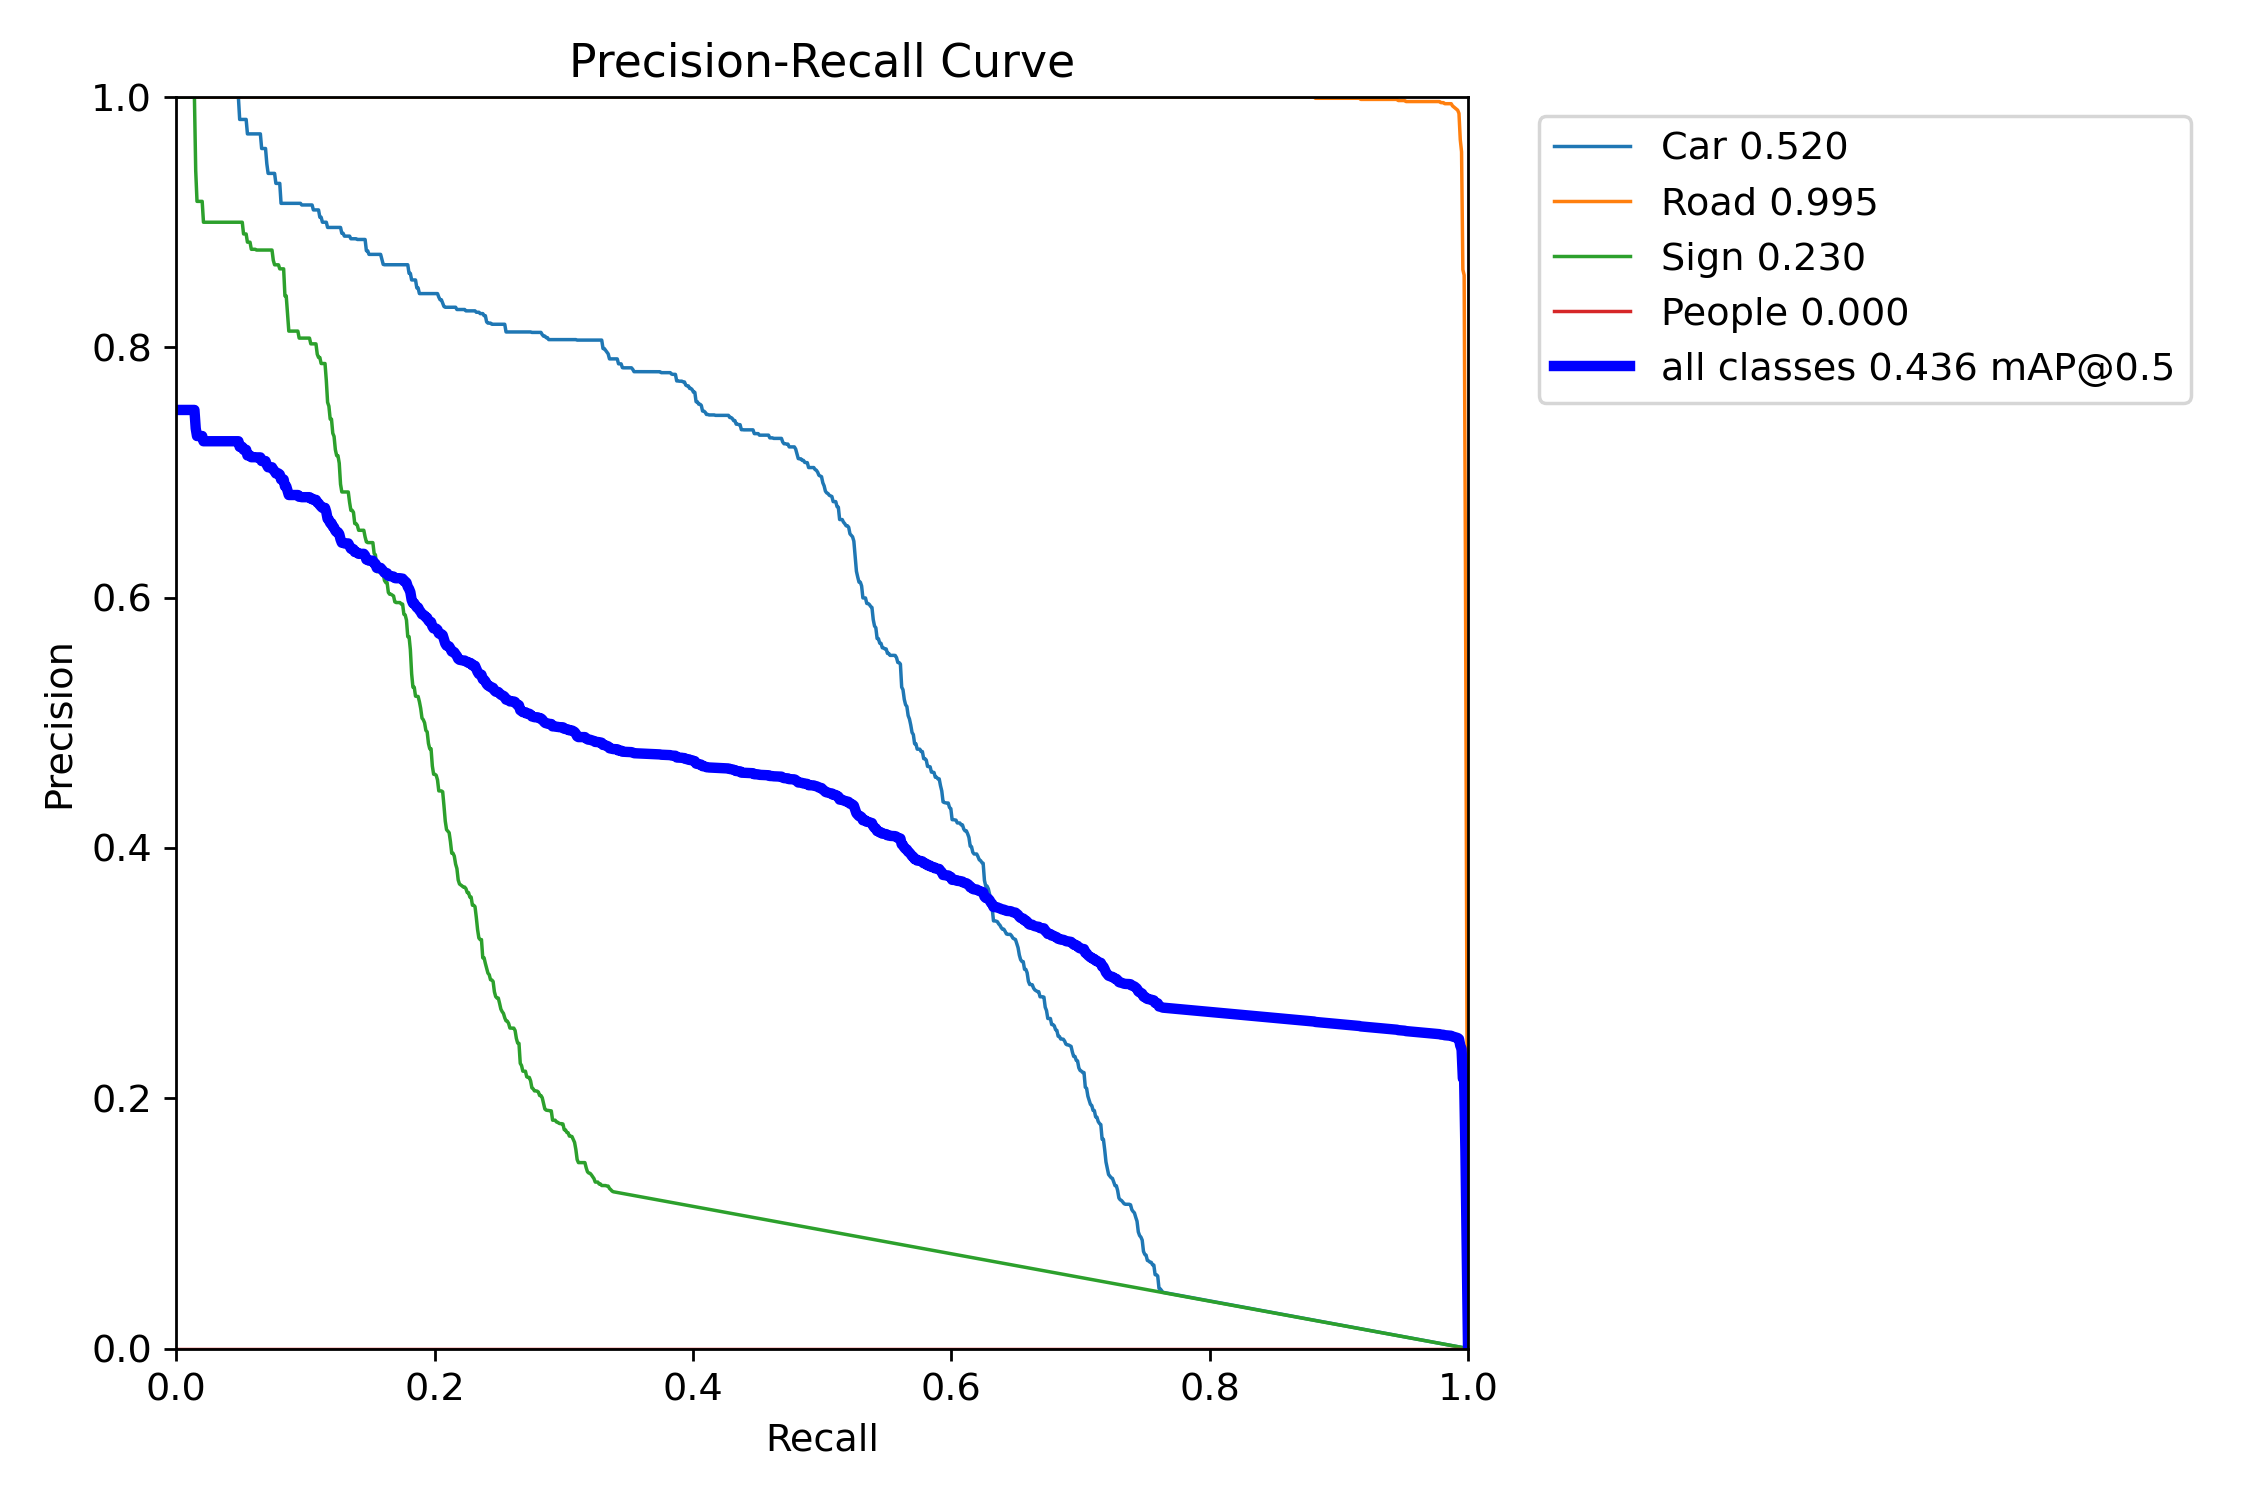 Precision-Recall Curve
1.0
0.8
0.6
0.4
0.2
0.0
Precision
0.0 0.2 0.4 0.6 0.8 1.0
Recall
Car 0.520
Road 0.995
Sign 0.230
People 0.000
all classes 0.436 mAP@0.5